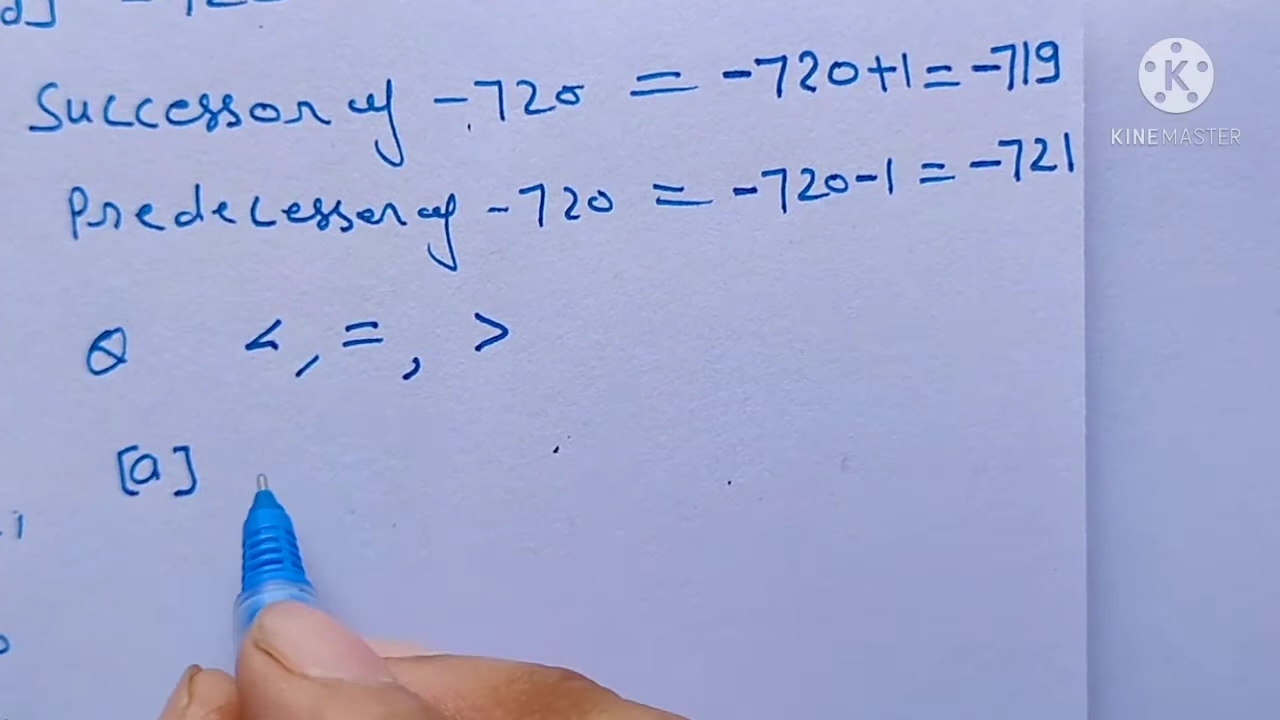 d]
Successor of -720 = -720+1 = -719
Predecessor of -720 = -720-1 = -721
Q <, =, >
[a]
K
KINEMASTER